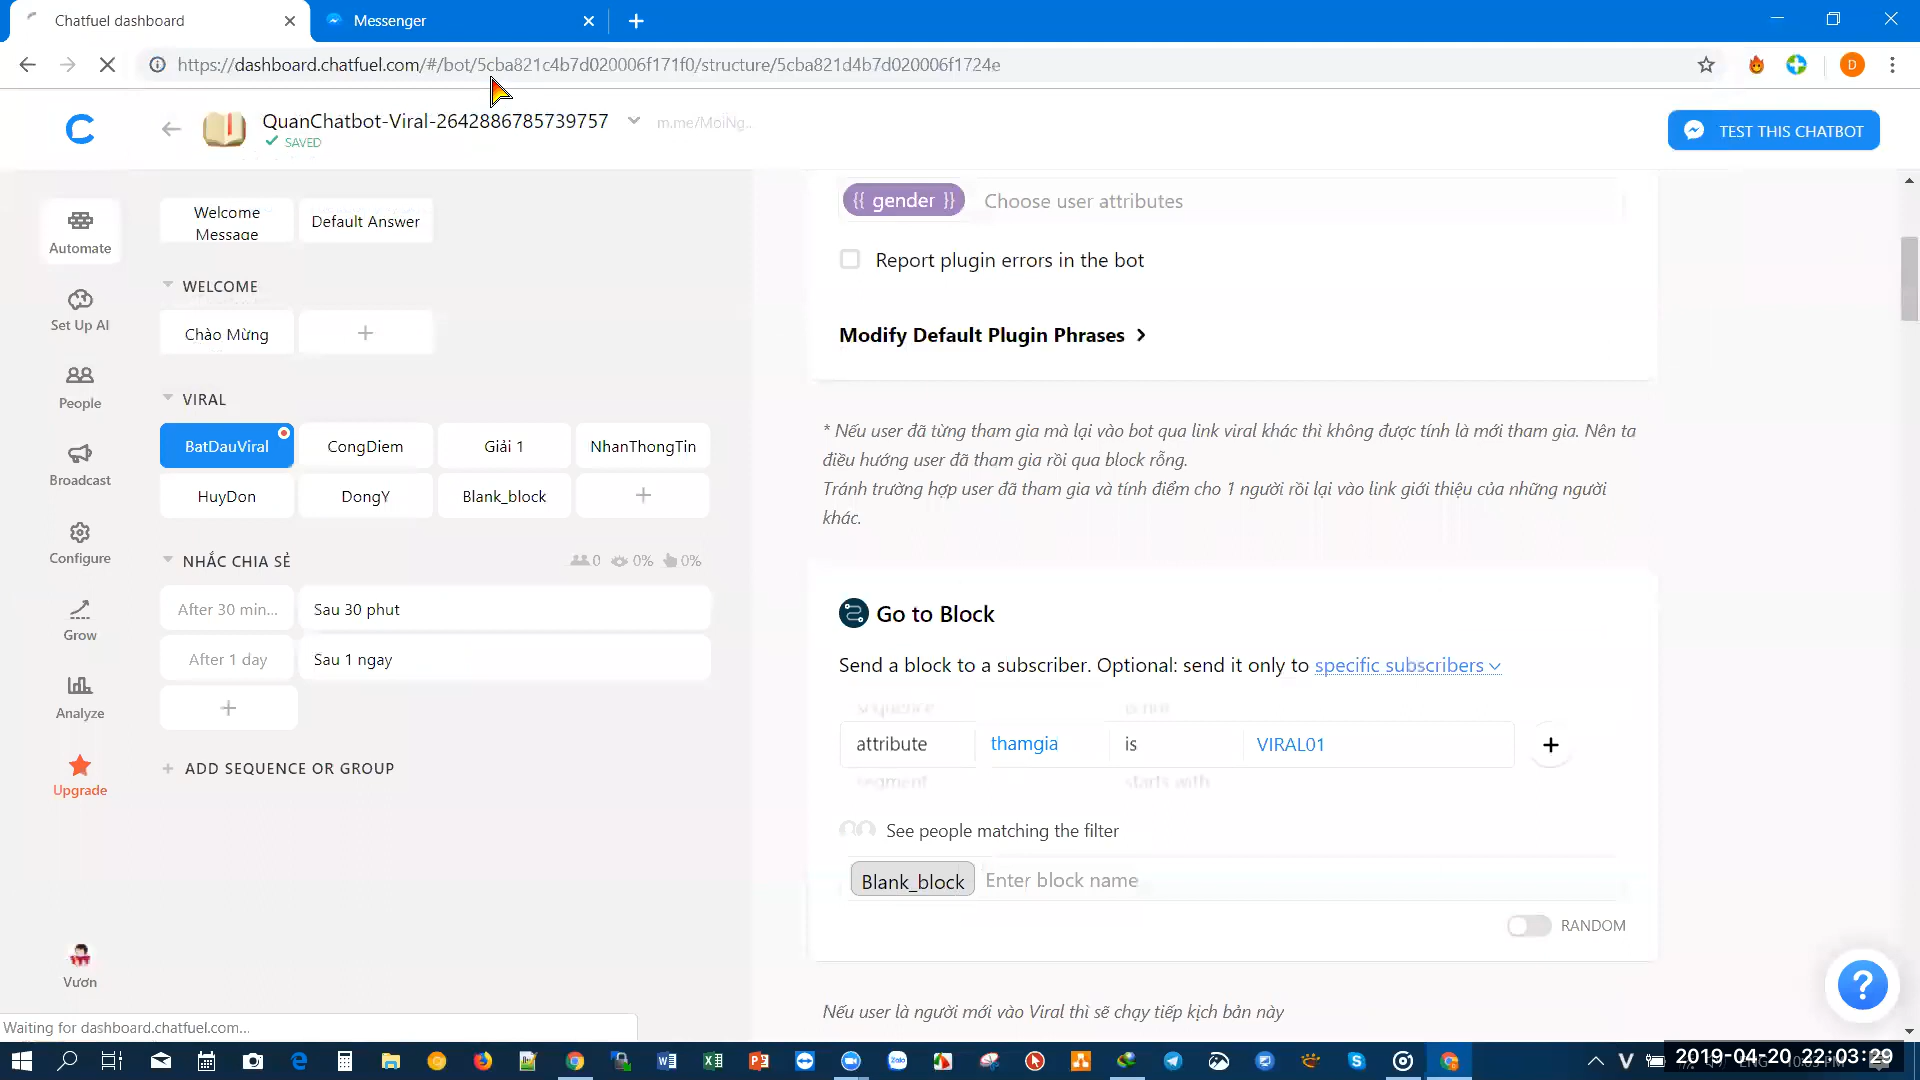 Chatfuel dashboard
Messenger
https://dashboard.chatfuel.com/#/bot/5cba821c4b7d020006f171f0/structure/5cba821d4b7d020006f1724e
D
QuanChatbot-Viral-2642886785739757
m.me/MoiNg..
SAVED
TEST THIS CHATBOT
Automate
Set Up AI
People
Broadcast
Configure
Grow
Analyze
Upgrade
Vươn
Welcome
Message
Default Answer
WELCOME
Chào Mừng
VIRAL
BatDauViral
CongDiem
Giải 1
NhanThongTin
HuyDon
DongY
Blank_block
NHẮC CHIA SẺ
0
0%
0%
After 30 min...
Sau 30 phut
After 1 day
Sau 1 ngay
ADD SEQUENCE OR GROUP
{{ gender }}
Choose user attributes
Report plugin errors in the bot
Modify Default Plugin Phrases
* Nếu user đã từng tham gia mà lại vào bot qua link viral khác thì không được tính là mới tham gia. Nên ta
điều hướng user đã tham gia rồi qua block rỗng.
Tránh trường hợp user đã tham gia và tính điểm cho 1 người rồi lại vào link giới thiệu của những người
khác.
Go to Block
Send a block to a subscriber. Optional: send it only to specific subscribers
sequence
is not
attribute
thamgia
is
VIRAL01
segment
starts with
See people matching the filter
Blank_block
Enter block name
RANDOM
Nếu user là người mới vào Viral thì sẽ chạy tiếp kịch bản này
Waiting for dashboard.chatfuel.com...
2019-04-20 22:03:29